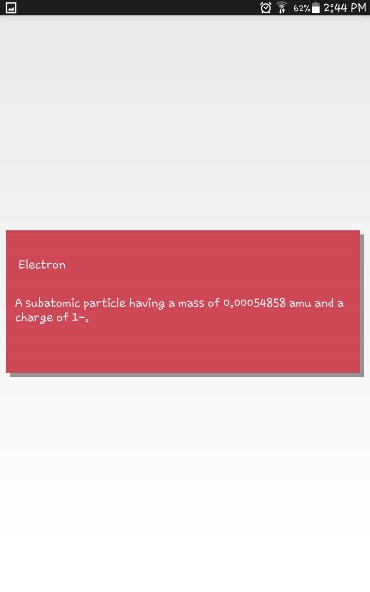 62% 2:44 PM
Electron
A subatomic particle having a mass of 0.00054858 amu and a
charge of 1-.